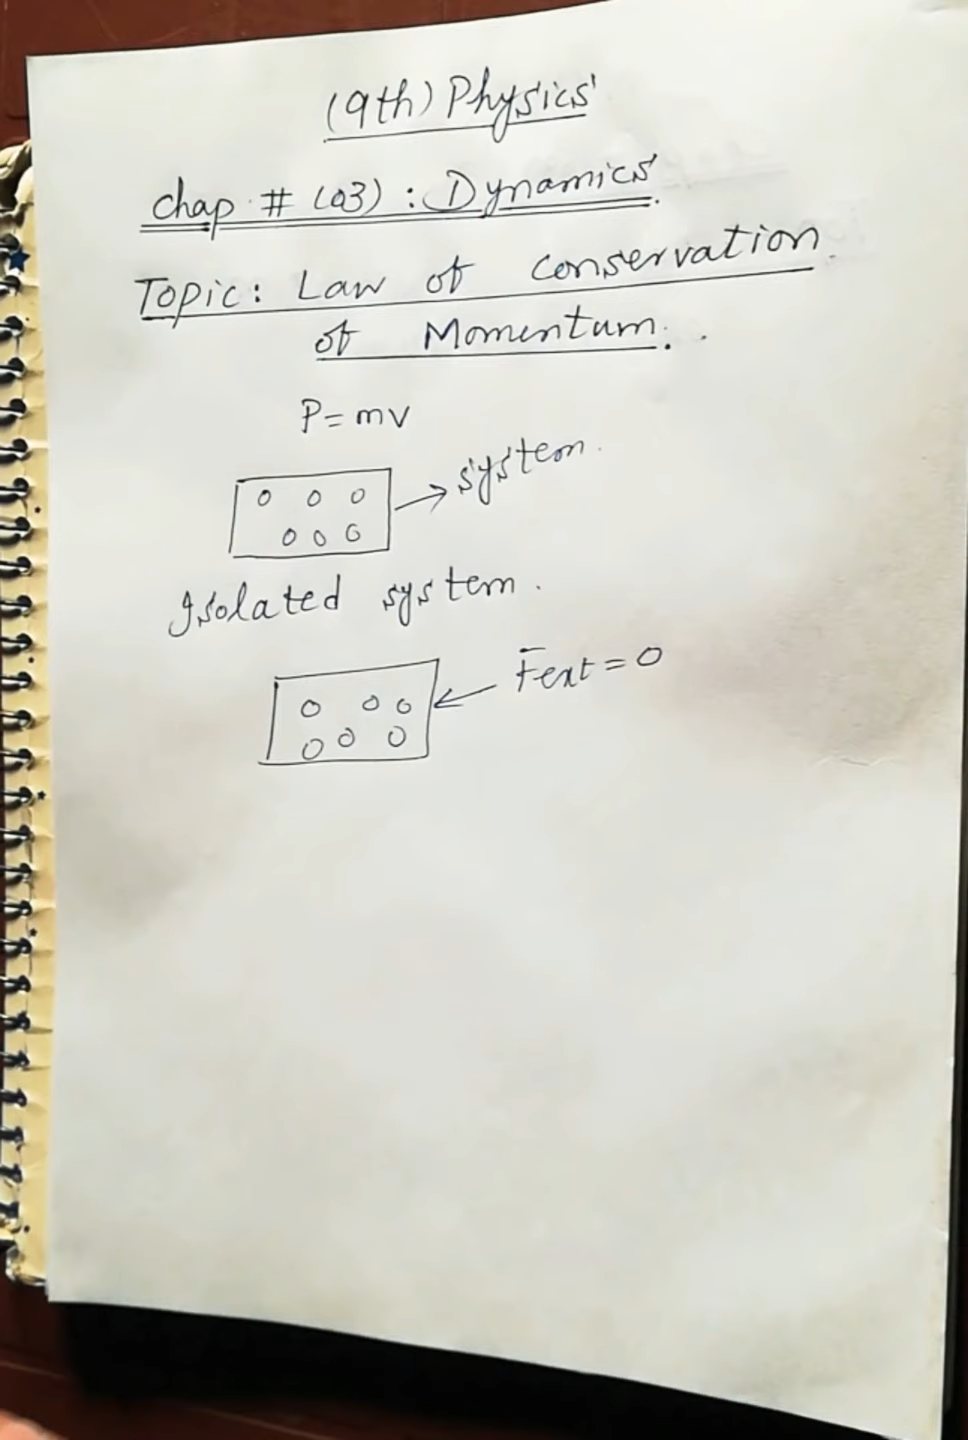 (9th) Physics
Chap # (03) : Dynamics.
Topic: Law of conservation
of Momentum.
P = mv
system.
Isolated system.
Fext = 0